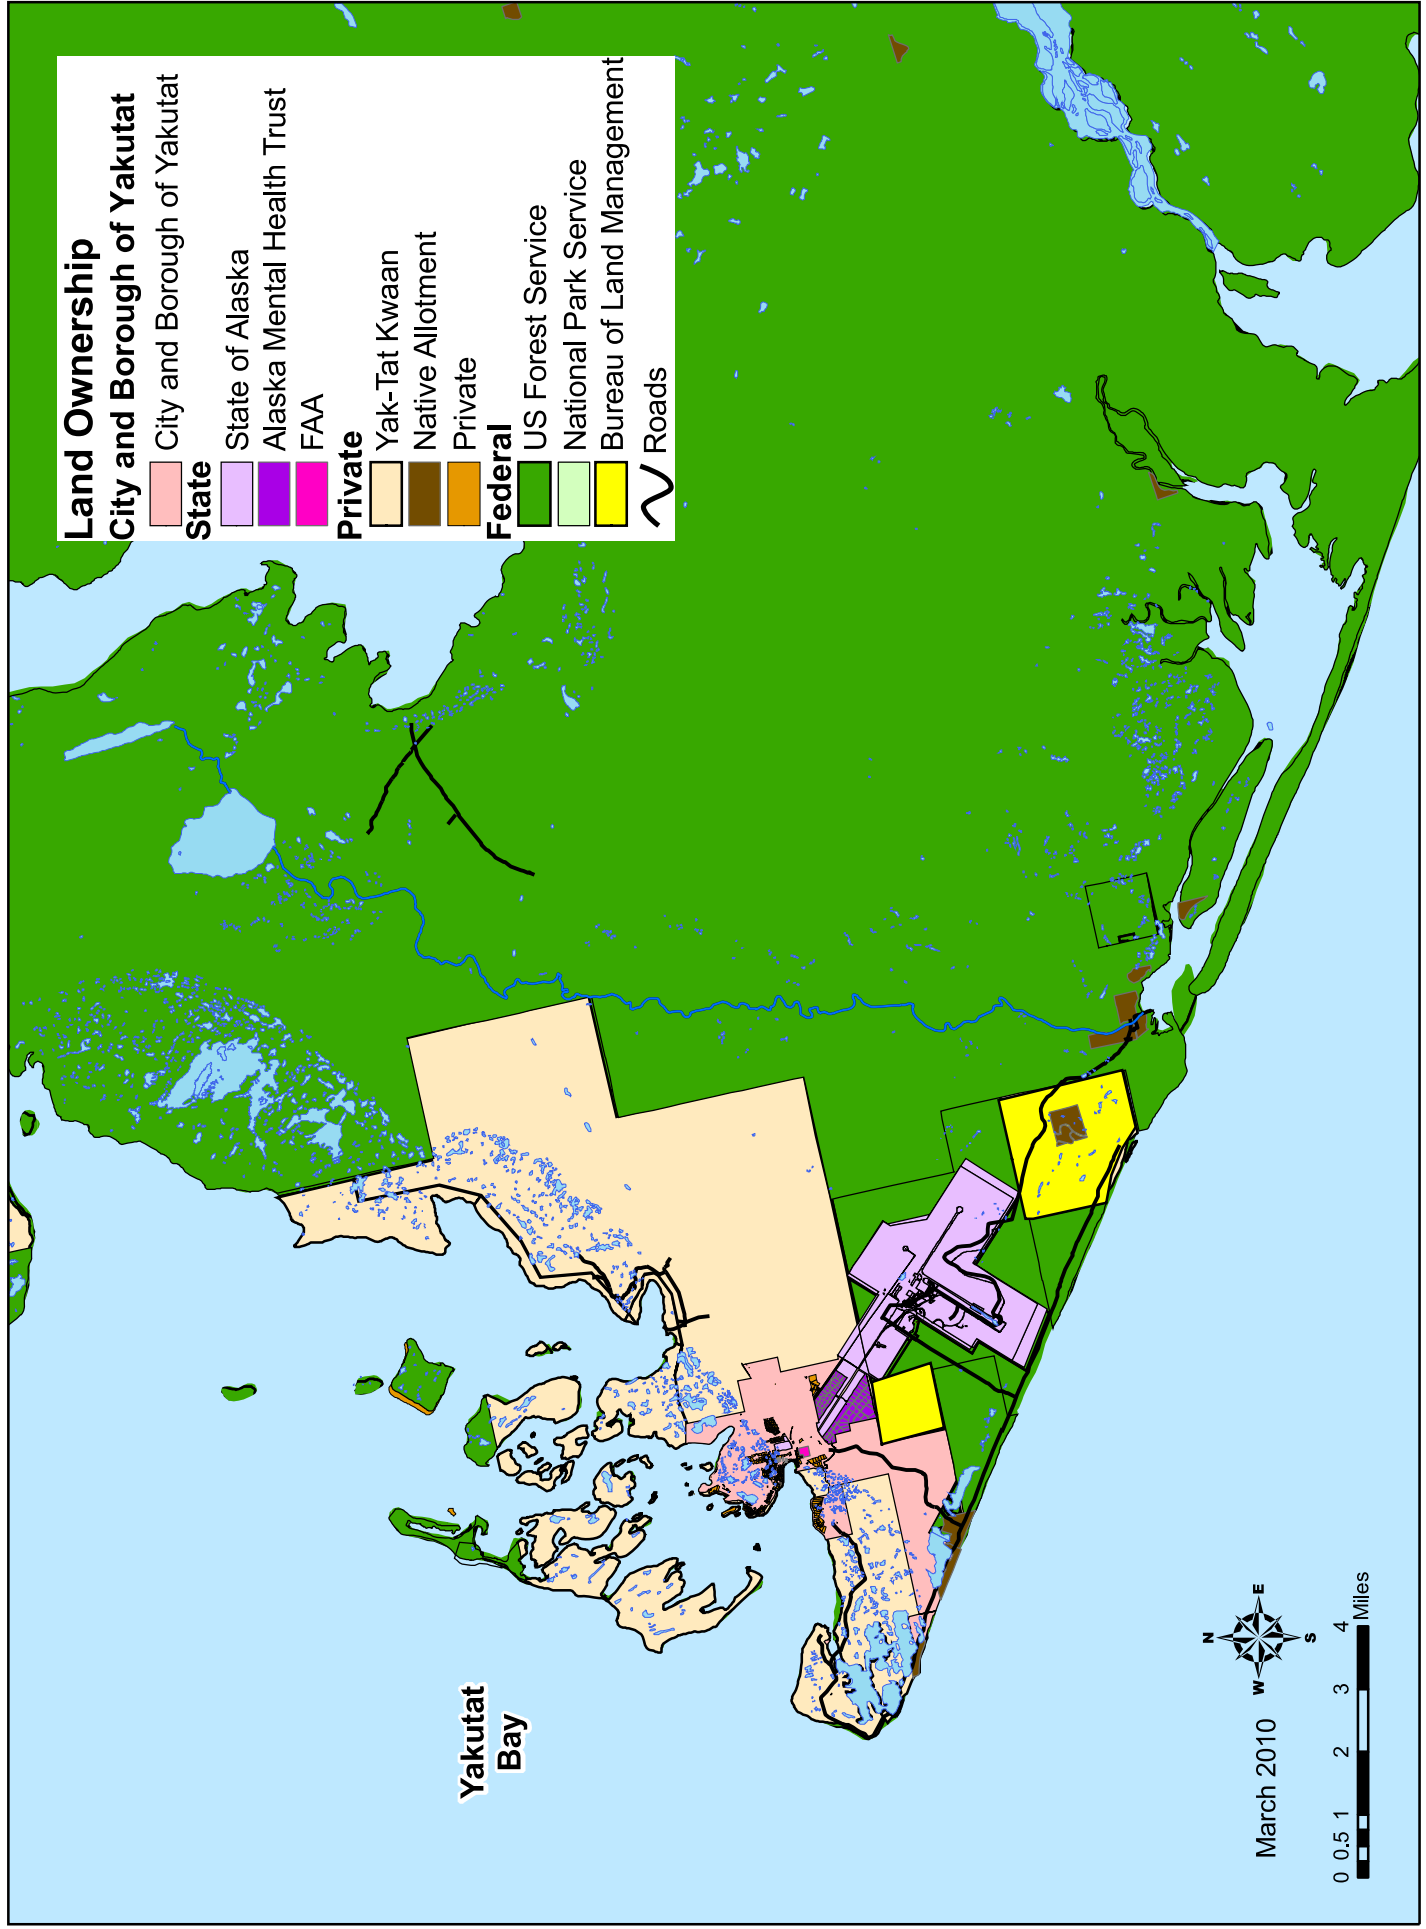 Land Ownership
City and Borough of Yakutat
City and Borough of Yakutat
State
State of Alaska
Alaska Mental Health Trust
FAA
Private
Yak-Tat Kwaan
Native Allotment
Private
Federal
US Forest Service
National Park Service
Bureau of Land Management
Roads
Yakutat
Bay
March 2010
N
W E
S
0 0.5 1 2 3 4
Miles